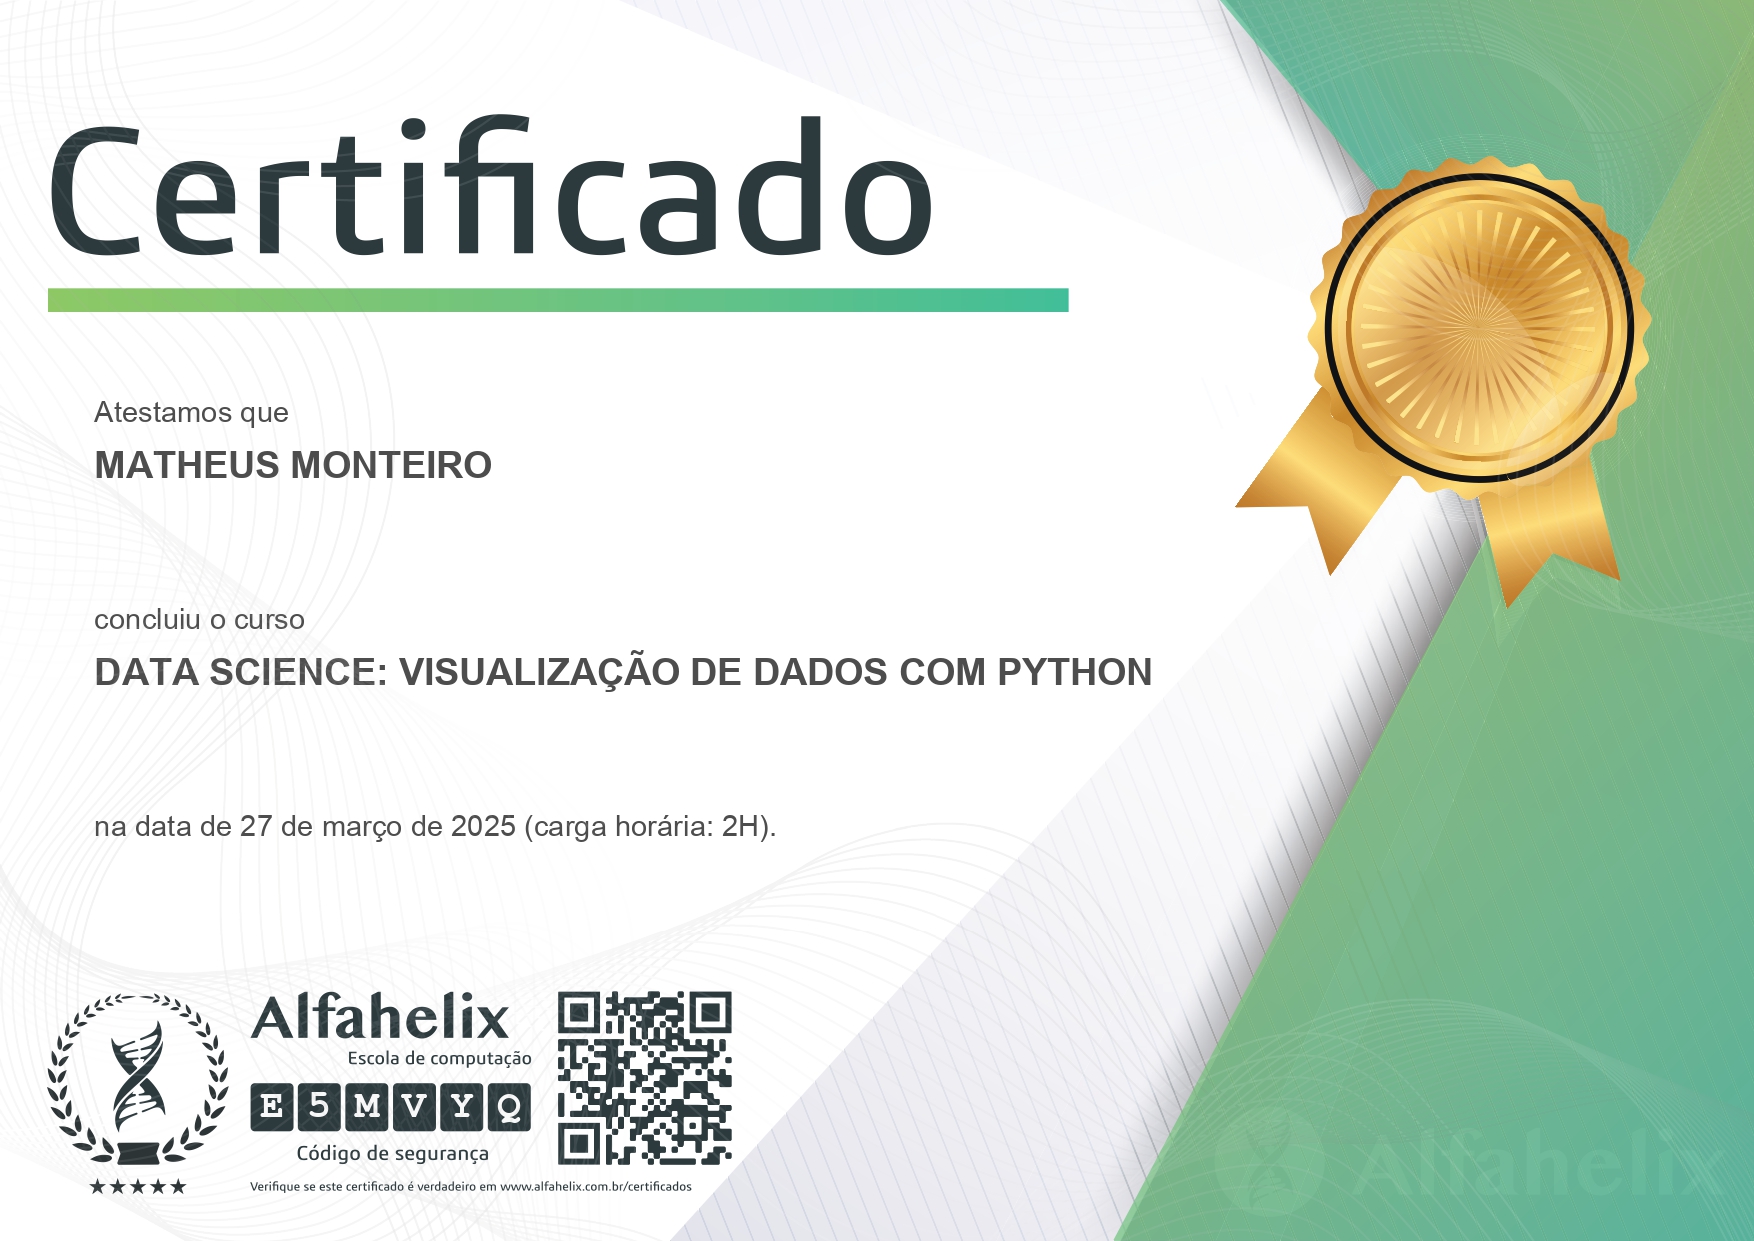 Certificado
Atestamos que
MATHEUS MONTEIRO
concluiu o curso
DATA SCIENCE: VISUALIZAÇÃO DE DADOS COM PYTHON
na data de 27 de março de 2025 (carga horária: 2H).
Alfahelix
Escola de computação
E5MVYQ
Código de segurança
Verifique se este certificado é verdadeiro em www.alfahelix.com.br/certificados
Alfahelix